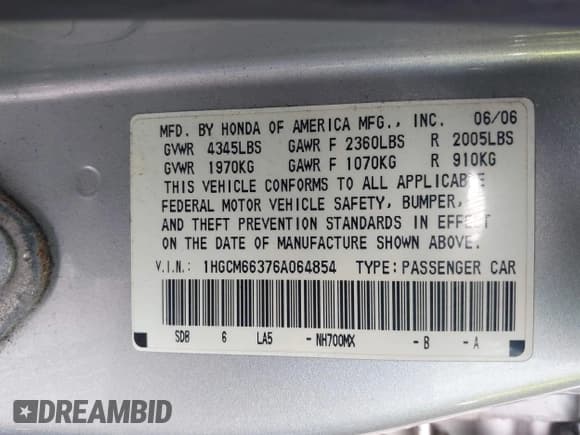 MFD. BY HONDA OF AMERICA MFG., INC. 06/06
GVWR 4345LBS GAWR F 2360LBS R 2005LBS
GVWR 1970KG GAWR F 1070KG R 910KG
THIS VEHICLE CONFORMS TO ALL APPLICABLE
FEDERAL MOTOR VEHICLE SAFETY, BUMPER,
AND THEFT PREVENTION STANDARDS IN EFFECT
ON THE DATE OF MANUFACTURE SHOWN ABOVE.
V.I.N.: 1HGCM66376A064854 TYPE: PASSENGER CAR
SDB 6 LA5 -NH700MX -B -A
DREAMBID